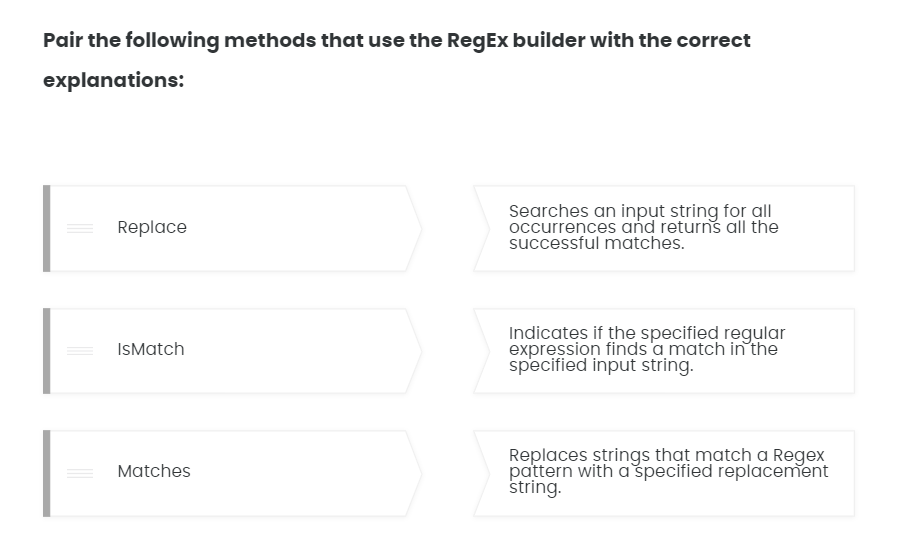 Pair the following methods that use the RegEx builder with the correct
explanations:
Replace
Searches an input string for all
occurrences and returns all the
successful matches.
IsMatch
Indicates if the specified regular
expression finds a match in the
specified input string.
Matches
Replaces strings that match a Regex
pattern with a specified replacement
string.